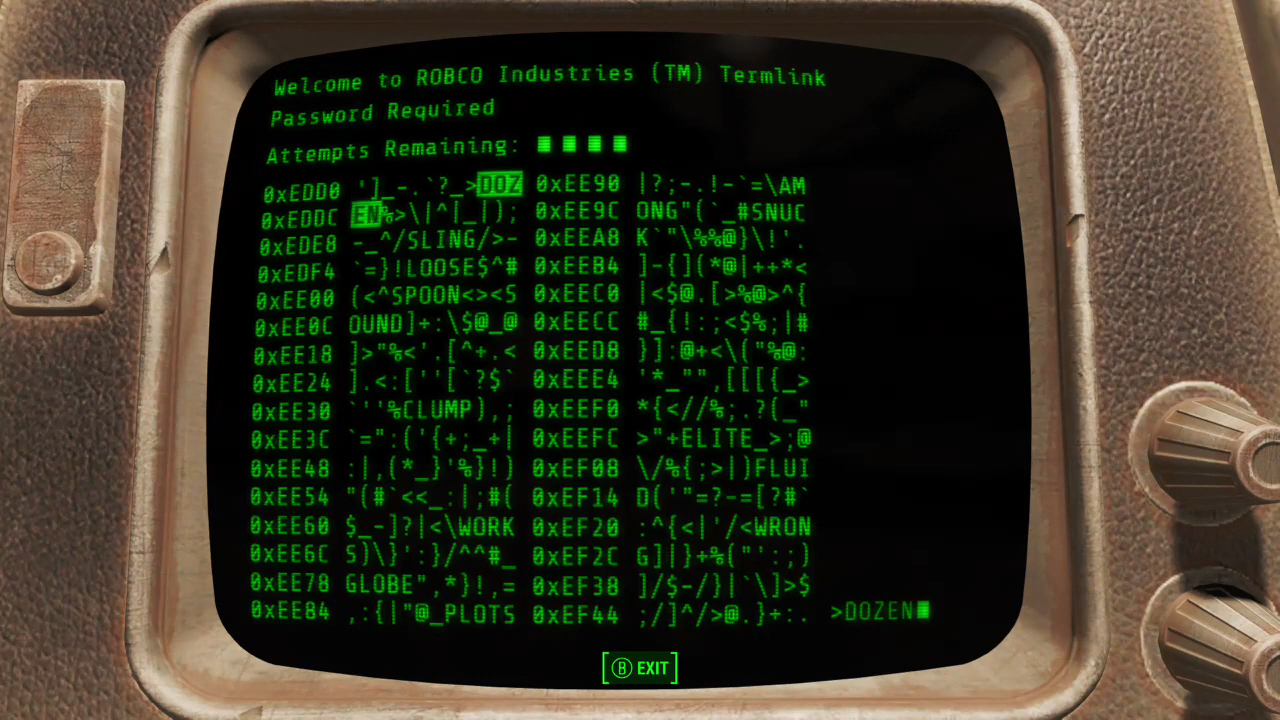 Welcome to ROBCO Industries (TM) Termlink
Password Required
Attempts Remaining:
0xEDD0 ']_-.`?_>DOZ 0xEE90 |?;-.!-`=\AM
0xEDDC EN%>\|^|_|); 0xEE9C ONG"(`_#SNUC
0xEDE8 -_^/SLING/>- 0xEEA8 K`"\%%@}\!'.
0xEDF4 `=}!LOOSE$^# 0xEEB4 ]-{](*@|++*<
0xEE00 (<^SPOON<><S 0xEEC0 |<$@.[>%@>^{
0xEE0C OUND]+:\$@_@ 0xEECC #_{!:;<$%;|#
0xEE18 ]>"%<'.[^+.< 0xEED8 }]:@+<\("%@:
0xEE24 ].<:[''[`?$` 0xEEE4 '*_"",[[[{_>
0xEE30 `''%CLUMP),; 0xEEF0 *{<//%;.?(_"
0xEE3C `=":('{+;_+| 0xEEFC >"+ELITE_>;@
0xEE48 :|,(*_}'%}!) 0xEF08 \/%{;>|)FLUI
0xEE54 "(#`<<_:|;#( 0xEF14 D('"=?-=[?#`
0xEE60 $_-]?|<\WORK 0xEF20 :^{<|'/<WRON
0xEE6C S)\}':}/^^#_ 0xEF2C G]|}+%("':;)
0xEE78 GLOBE",*}!,= 0xEF38 ]/$-/}|`\]>$
0xEE84 ,:{|"@_PLOTS 0xEF44 ;/]^/>@.}+:. >DOZEN
B EXIT